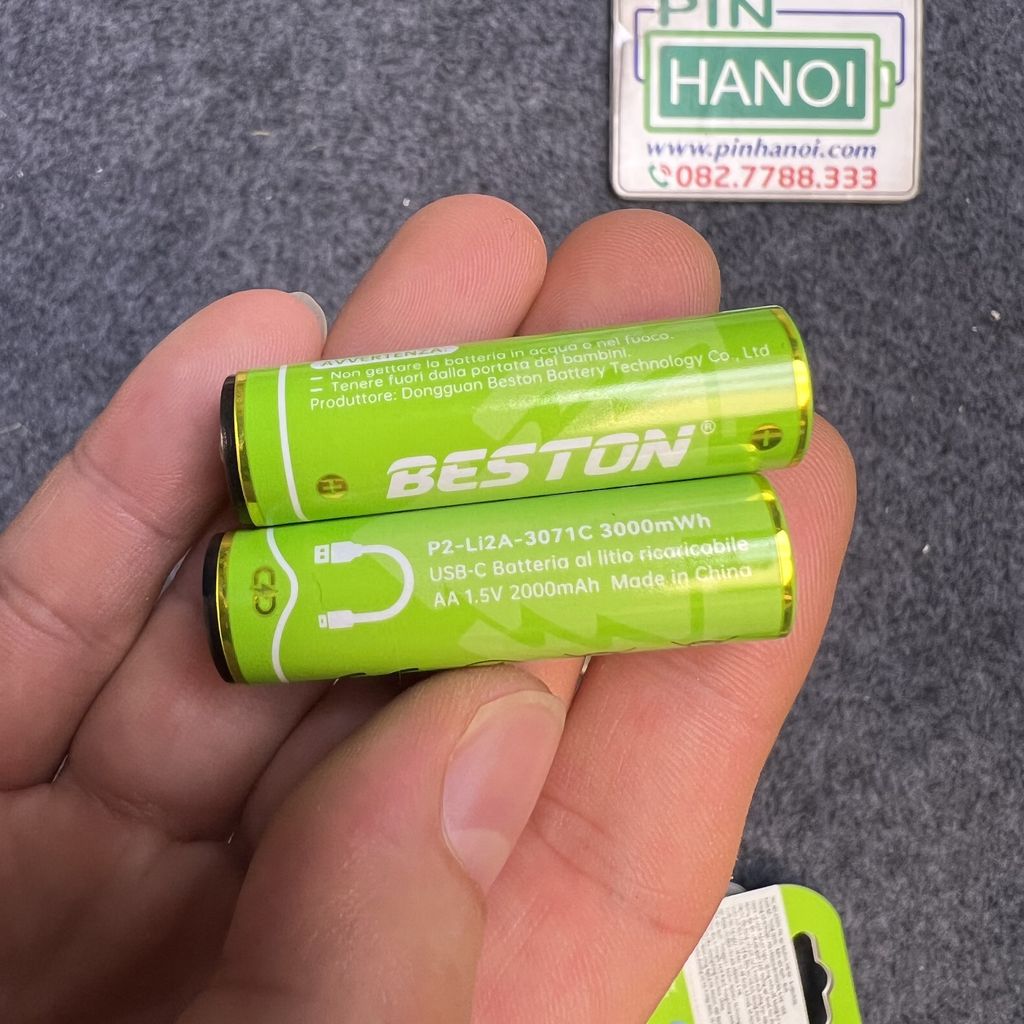 PIN
HANOI
www.pinhanoi.com
082.7788.333
AVVERTENZA:
Non gettare la batteria in acqua o nel fuoco.
Tenere fuori dalla portata dei bambini.
Produttore: Dongguan Beston Battery Technology Co., Ltd
BESTON®
P2-Li2A-3071C 3000mWh
USB-C Batteria al litio ricaricabile
AA 1.5V 2000mAh Made in China